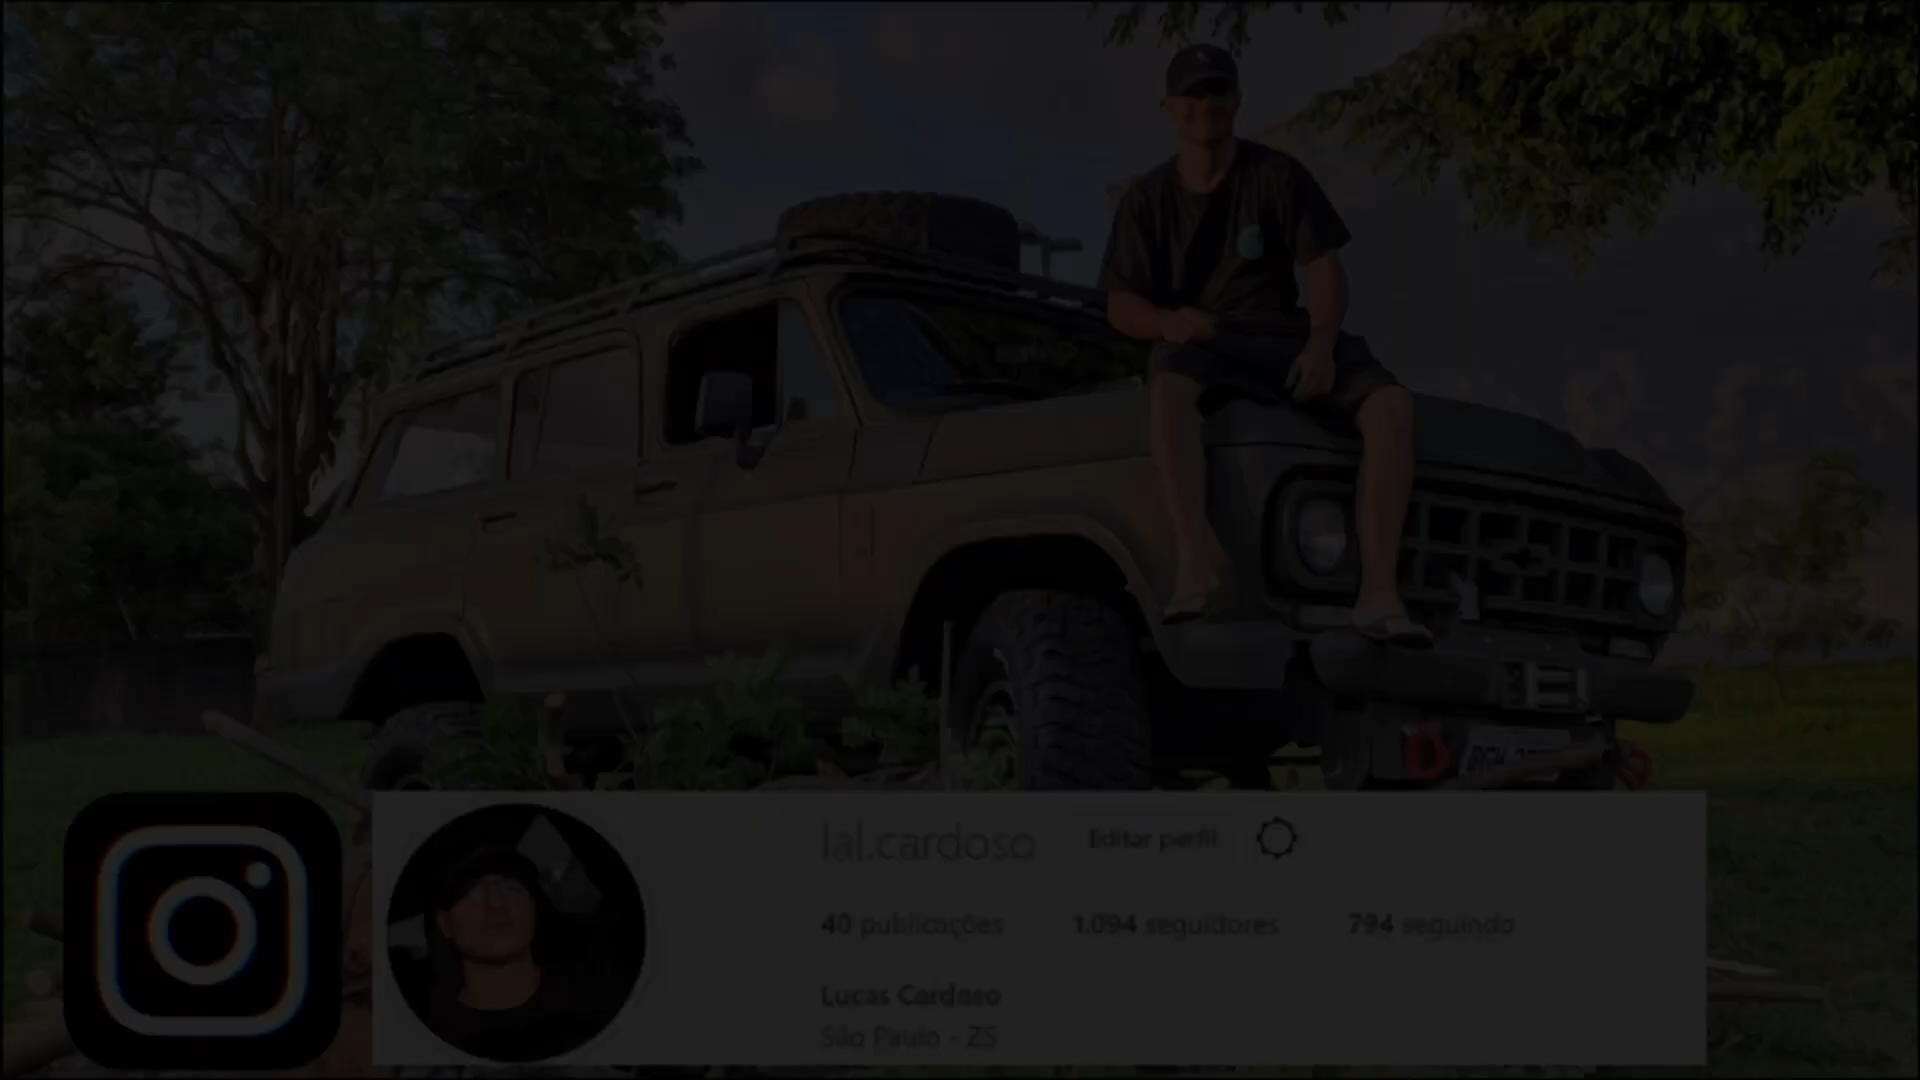 lal.cardoso Editar perfil
40 publicações 1.094 seguidores 794 seguindo
Lucas Cardoso
São Paulo - ZS